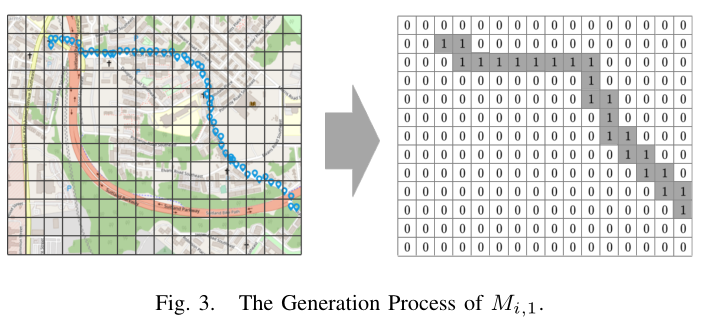 0 0 0 0 0 0 0 0 0 0 0 0 0 0 0 0
0 0 1 1 0 0 0 0 0 0 0 0 0 0 0 0
0 0 0 1 1 1 1 1 1 1 1 0 0 0 0 0
0 0 0 0 0 0 0 0 0 0 1 0 0 0 0 0
0 0 0 0 0 0 0 0 0 0 1 1 0 0 0 0
0 0 0 0 0 0 0 0 0 0 0 1 0 0 0 0
0 0 0 0 0 0 0 0 0 0 0 1 1 0 0 0
0 0 0 0 0 0 0 0 0 0 0 0 1 1 0 0
0 0 0 0 0 0 0 0 0 0 0 0 0 1 1 0
0 0 0 0 0 0 0 0 0 0 0 0 0 0 1 1
0 0 0 0 0 0 0 0 0 0 0 0 0 0 0 1
0 0 0 0 0 0 0 0 0 0 0 0 0 0 0 0
0 0 0 0 0 0 0 0 0 0 0 0 0 0 0 0
Fig. 3. The Generation Process of M_{i,1}.